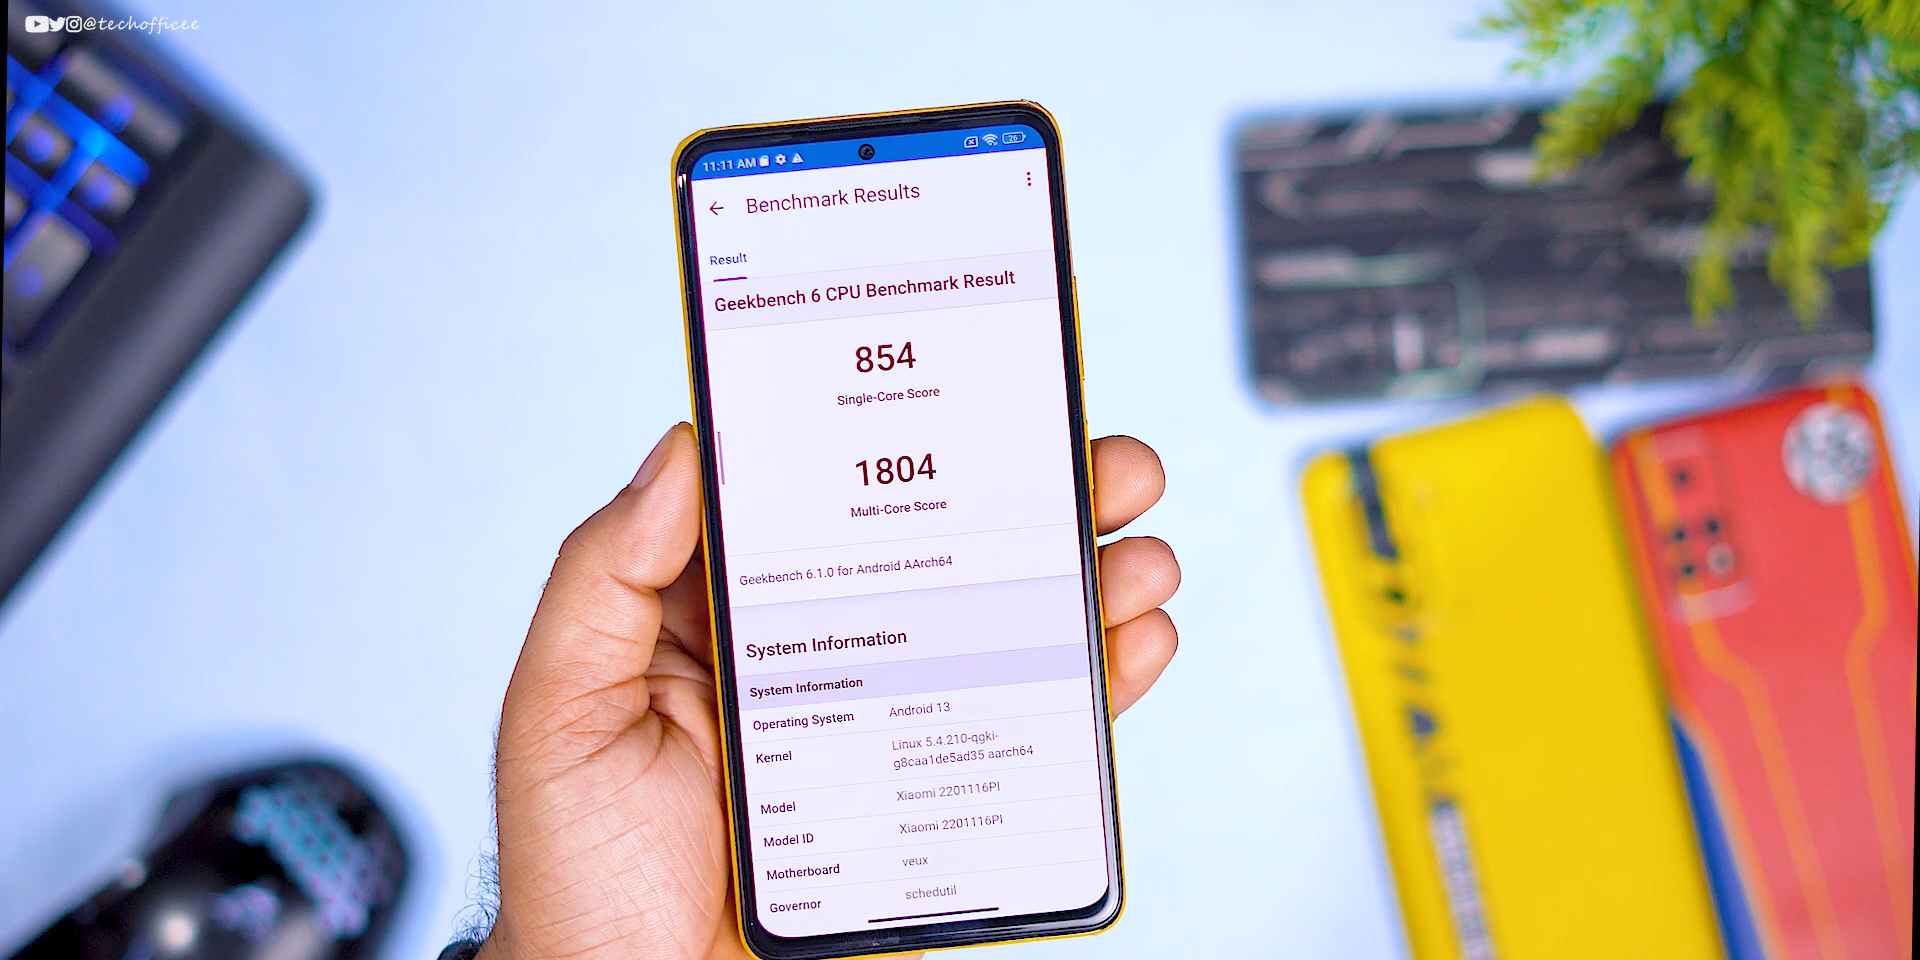 @techofficee
11:11 AM
26
Benchmark Results
Result
Geekbench 6 CPU Benchmark Result
854
Single-Core Score
1804
Multi-Core Score
Geekbench 6.1.0 for Android AArch64
System Information
System Information
Operating System Android 13
Kernel Linux 5.4.210-qgki-
g8caa1de5ad35 aarch64
Model Xiaomi 2201116PI
Model ID Xiaomi 2201116PI
Motherboard veux
Governor schedutil